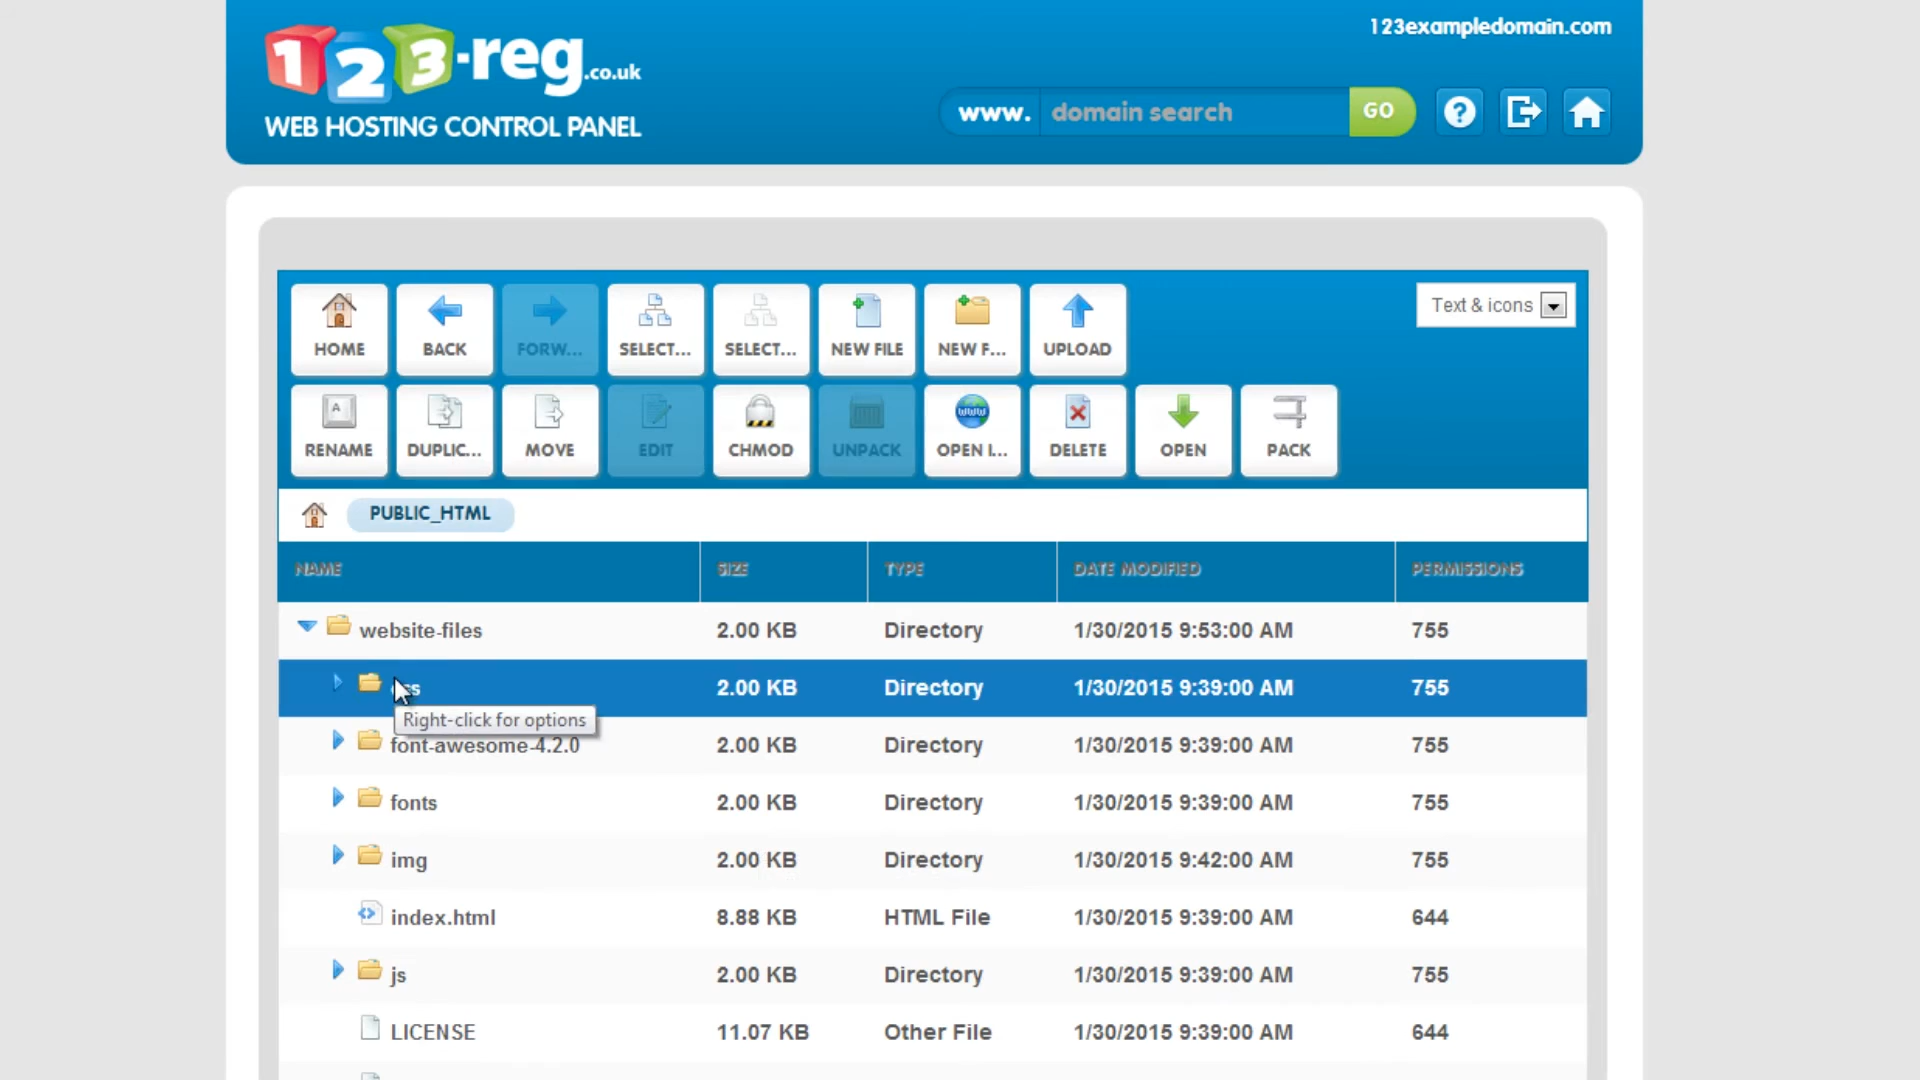 123-reg.co.uk
WEB HOSTING CONTROL PANEL
123exampledomain.com
www. domain search GO
HOME BACK FORW... SELECT... SELECT... NEW FILE NEW F... UPLOAD
Text & icons
RENAME DUPLIC... MOVE EDIT CHMOD UNPACK OPEN I... DELETE OPEN PACK
PUBLIC_HTML
NAME SIZE TYPE DATE MODIFIED PERMISSIONS
website-files 2.00 KB Directory 1/30/2015 9:53:00 AM 755
2.00 KB Directory 1/30/2015 9:39:00 AM 755
Right-click for options
font-awesome-4.2.0 2.00 KB Directory 1/30/2015 9:39:00 AM 755
fonts 2.00 KB Directory 1/30/2015 9:39:00 AM 755
img 2.00 KB Directory 1/30/2015 9:42:00 AM 755
index.html 8.88 KB HTML File 1/30/2015 9:39:00 AM 644
js 2.00 KB Directory 1/30/2015 9:39:00 AM 755
LICENSE 11.07 KB Other File 1/30/2015 9:39:00 AM 644